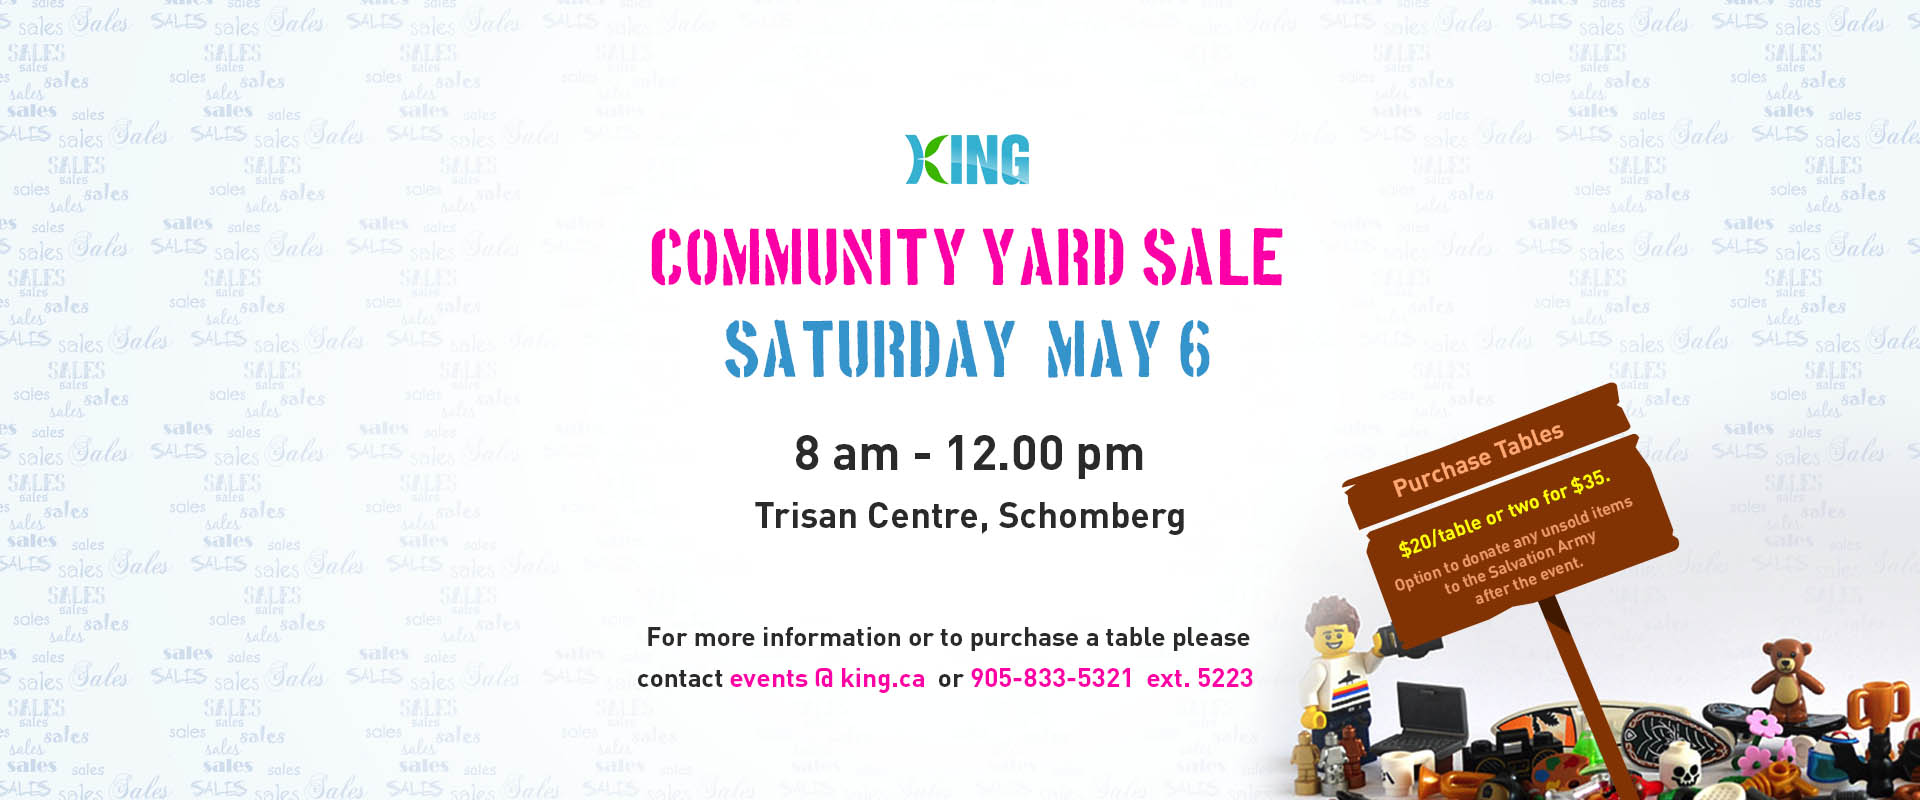 KING
COMMUNITY YARD SALE
SATURDAY MAY 6
8 am - 12.00 pm
Trisan Centre, Schomberg
For more information or to purchase a table please
contact events @ king.ca or 905-833-5321 ext. 5223
Purchase Tables
$20/table or two for $35.
Option to donate any unsold items
to the Salvation Army
after the event.